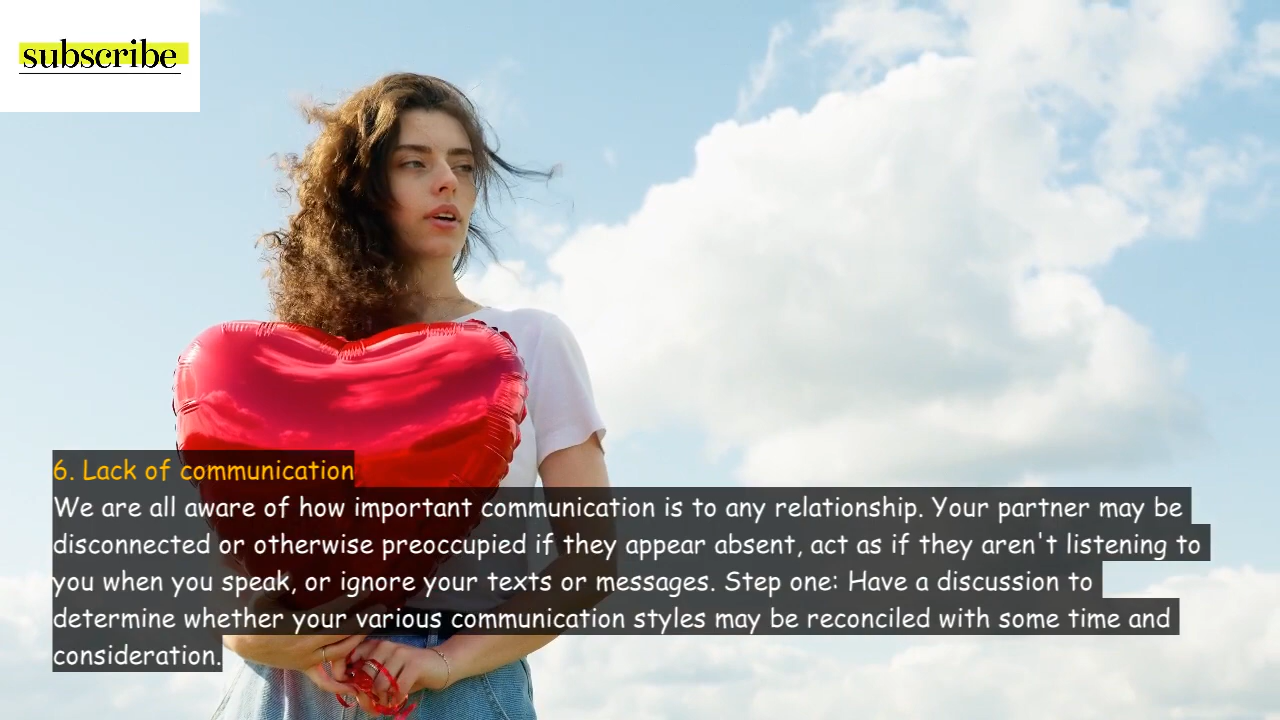 subscribe
6. Lack of communication
We are all aware of how important communication is to any relationship. Your partner may be
disconnected or otherwise preoccupied if they appear absent, act as if they aren't listening to
you when you speak, or ignore your texts or messages. Step one: Have a discussion to
determine whether your various communication styles may be reconciled with some time and
consideration.